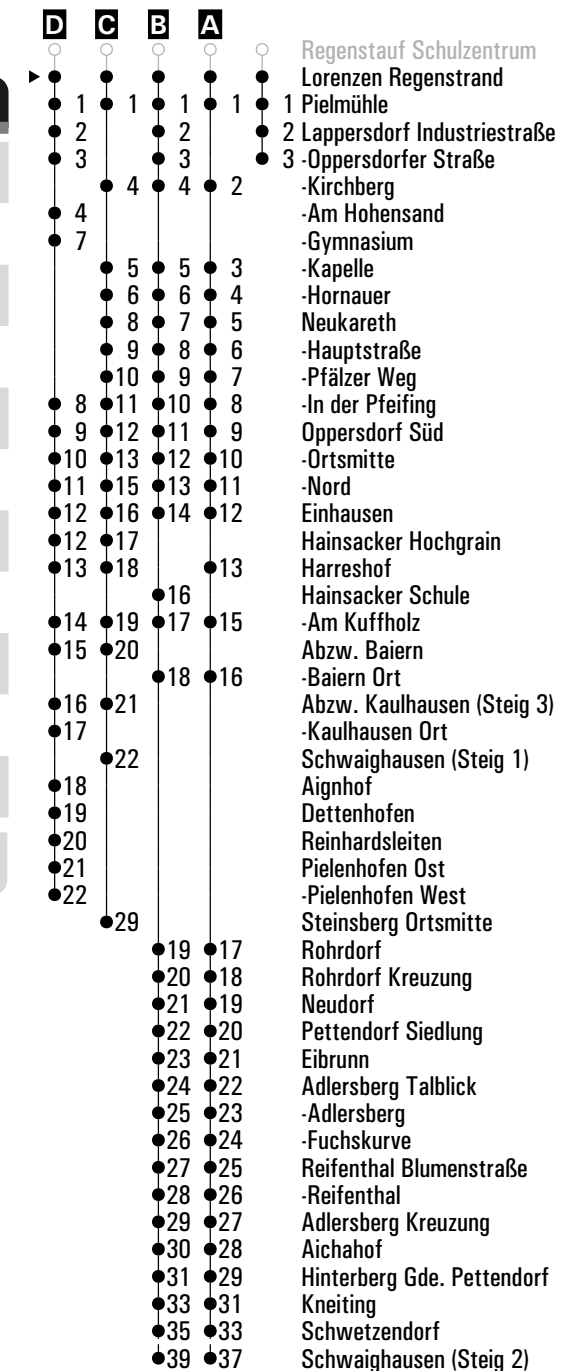 D C B A
Regenstauf Schulzentrum
Lorenzen Regenstrand
1 1 1 1 1 Pielmühle
2 2 2 Lappersdorf Industriestraße
3 3 3 -Oppersdorfer Straße
4 4 2 -Kirchberg
4 -Am Hohensand
7 -Gymnasium
5 5 3 -Kapelle
6 6 4 -Hornauer
8 7 5 Neukareth
9 8 6 -Hauptstraße
10 9 7 -Pfälzer Weg
8 11 10 8 -In der Pfeifing
9 12 11 9 Oppersdorf Süd
10 13 12 10 -Ortsmitte
11 15 13 11 -Nord
12 16 14 12 Einhausen
12 17 Hainsacker Hochgrain
13 18 13 Harreshof
16 Hainsacker Schule
14 19 17 15 -Am Kuffholz
15 20 Abzw. Baiern
18 16 -Baiern Ort
16 21 Abzw. Kaulhausen (Steig 3)
17 -Kaulhausen Ort
22 Schwaighausen (Steig 1)
18 Aignhof
19 Dettenhofen
20 Reinhardsleiten
21 Pielenhofen Ost
22 -Pielenhofen West
29 Steinsberg Ortsmitte
19 17 Rohrdorf
20 18 Rohrdorf Kreuzung
21 19 Neudorf
22 20 Pettendorf Siedlung
23 21 Eibrunn
24 22 Adlersberg Talblick
25 23 -Adlersberg
26 24 -Fuchskurve
27 25 Reifenthal Blumenstraße
28 26 -Reifenthal
29 27 Adlersberg Kreuzung
30 28 Aichahof
31 29 Hinterberg Gde. Pettendorf
33 31 Kneiting
35 33 Schwetzendorf
39 37 Schwaighausen (Steig 2)